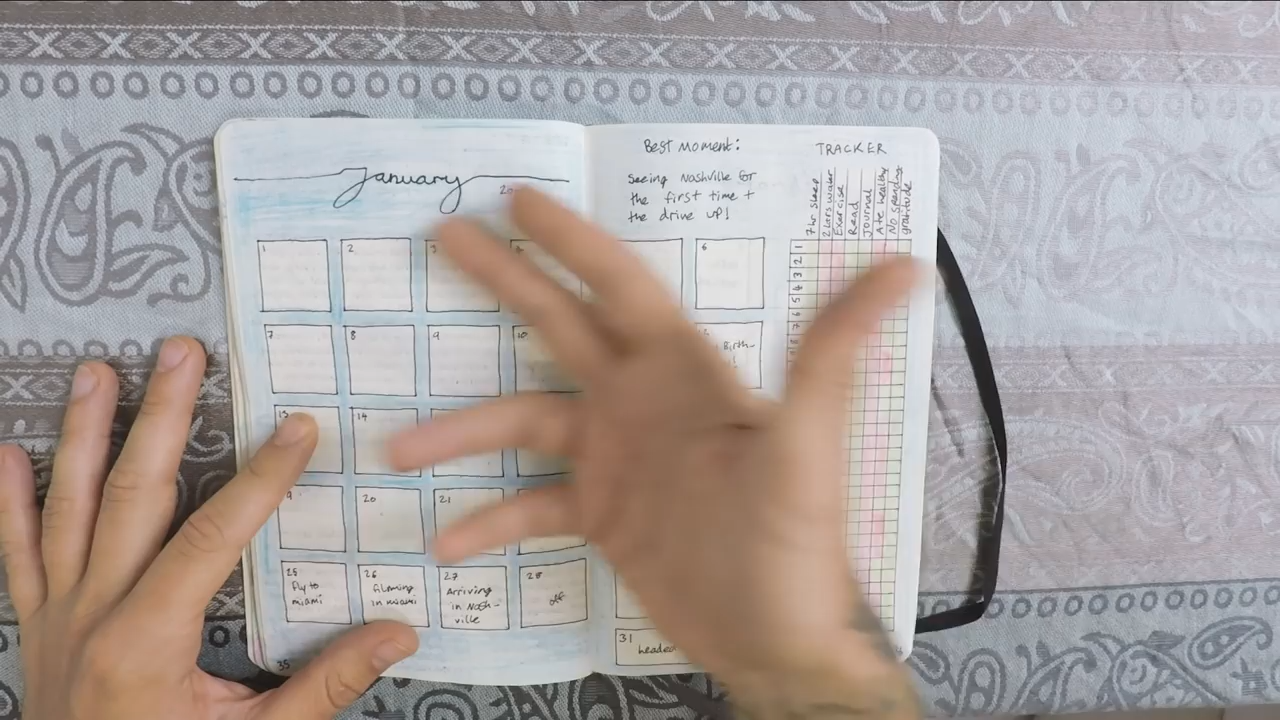 January
1
2
3
7
8
9
10
13
14
9
20
21
25
Fly to
miami
26
Filming
in miami
27
Arriving
in Nash-
ville
28
off
35
Best Moment:
seeing Nashville for
the first time +
the drive up!
6
Birth-
31
headed
TRACKER
7hr sleep
2 Liters water
Exercise
Read
Journal
Ate healthy
NO spending
gratitude
1
2
3
4
5
7